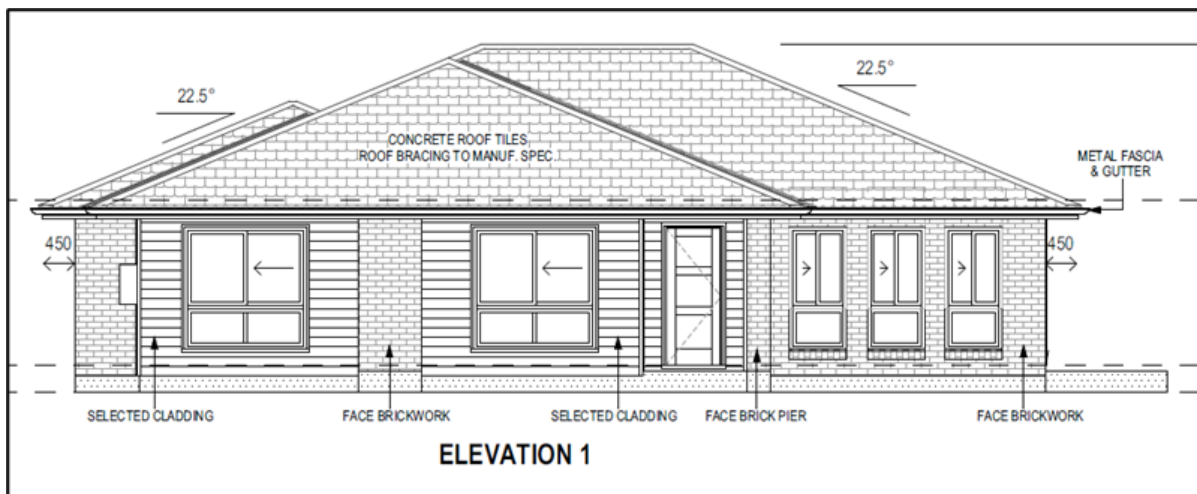 22.5°
22.5°
CONCRETE ROOF TILES,
ROOF BRACING TO MANUF. SPEC
METAL FASCIA
& GUTTER
450
450
SELECTED CLADDING
FACE BRICKWORK
SELECTED CLADDING
FACE BRICK PIER
FACE BRICKWORK
ELEVATION 1